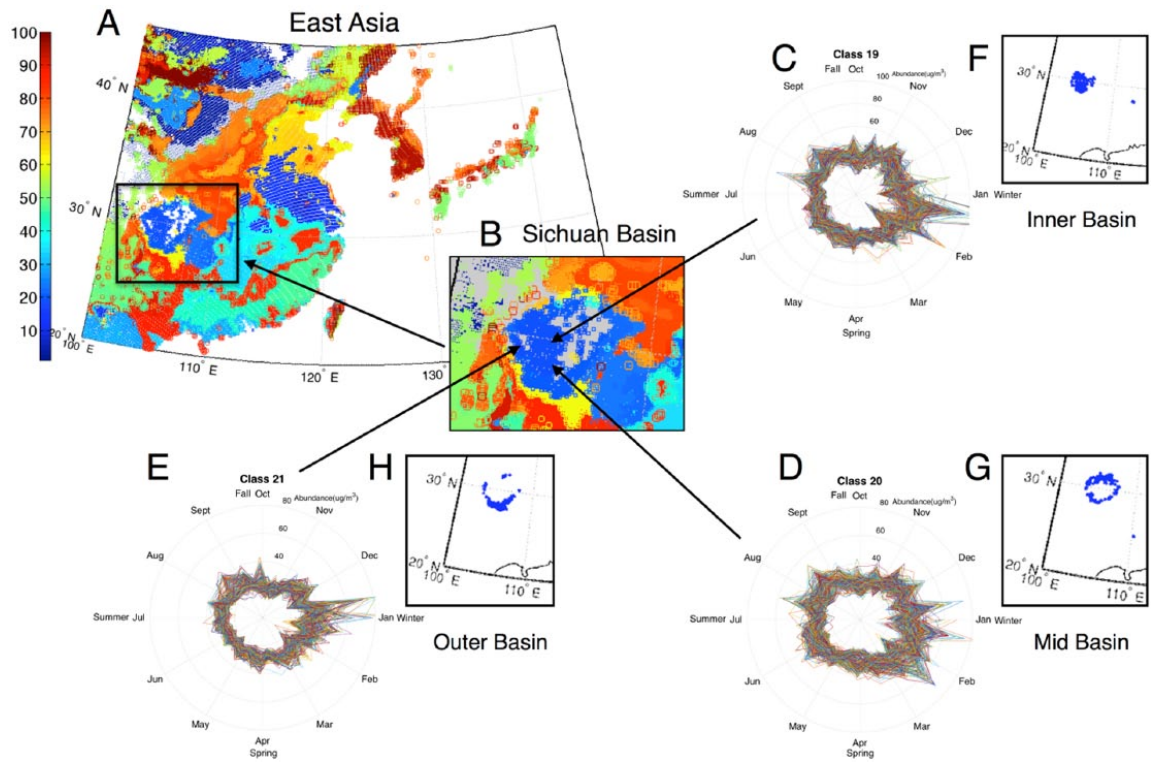 A
East Asia
100
90
80
70
60
50
40
30
20
10
40° N
30° N
20° N
100° E
110° E
120° E
130
B
Sichuan Basin
C
Class 19
Fall Oct
100 Abundance(ug/m³)
80
60
Nov
Dec
Jan Winter
Feb
Mar
Apr
Spring
May
Jun
Summer Jul
Aug
Sept
F
30° N
20° N
100° E
110° E
Inner Basin
E
Class 21
Fall Oct
80 Abundance(ug/m³)
60
40
Nov
Dec
Jan Winter
Feb
Mar
Apr
Spring
May
Jun
Summer Jul
Aug
Sept
H
30° N
20° N
100° E
110° E
Outer Basin
D
Class 20
Fall Oct
80 Abundance(ug/m³)
60
40
Nov
Dec
Jan Winter
Feb
Mar
Apr
Spring
May
Jun
Summer Jul
Aug
Sept
G
30° N
20° N
100° E
110° E
Mid Basin